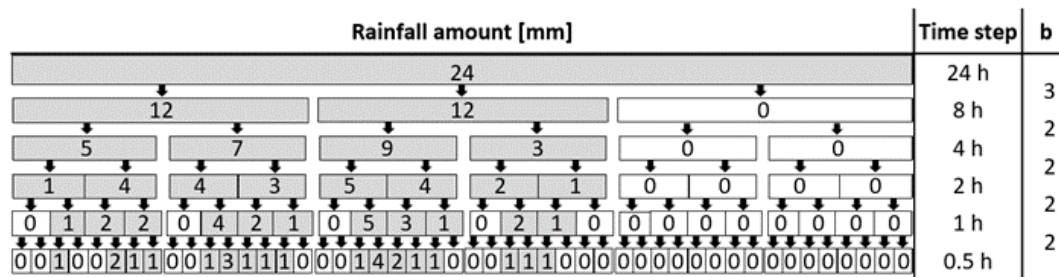 Rainfall amount [mm] Time step b
24 24 h
3
12 12 0 8 h
2
5 7 9 3 0 0 4 h
2
1 4 4 3 5 4 2 1 0 0 0 0 2 h
2
0 1 2 2 0 4 2 1 0 5 3 1 0 2 1 0 0 0 0 0 0 0 0 0 1 h
2
0 0 1 0 0 2 1 1 0 0 1 3 1 1 1 0 0 0 1 4 2 1 1 0 0 0 1 1 1 0 0 0 0 0 0 0 0 0 0 0 0 0 0 0 0 0 0 0 0.5 h